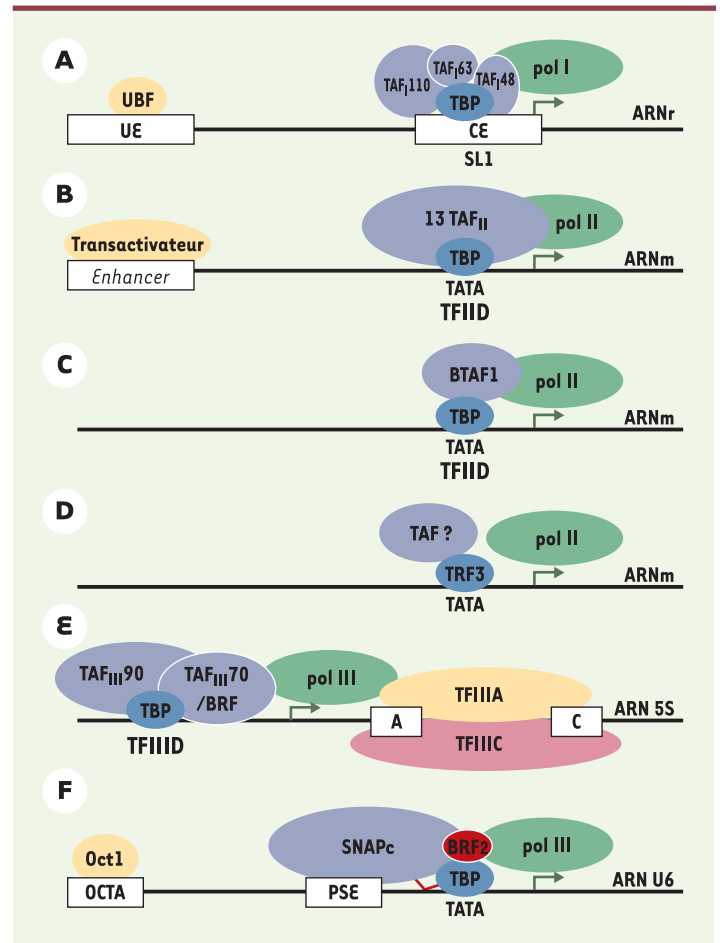 A
TAFI110
TAFI63
TAFI48
pol I
UBF
TBP
UE
CE
ARNr
SL1
B
13 TAFII
pol II
Transactivateur
TBP
Enhancer
ARNm
TATA
TFIID
C
BTAF1
pol II
TBP
ARNm
TATA
TFIID
D
TAF ?
pol II
TRF3
ARNm
TATA
E
TAFIII90
TAFIII70
/BRF
pol III
TBP
TFIIIA
A
C
ARN 5S
TFIIID
TFIIIC
F
Oct1
SNAPc
BRF2
pol III
TBP
OCTA
PSE
ARN U6
TATA